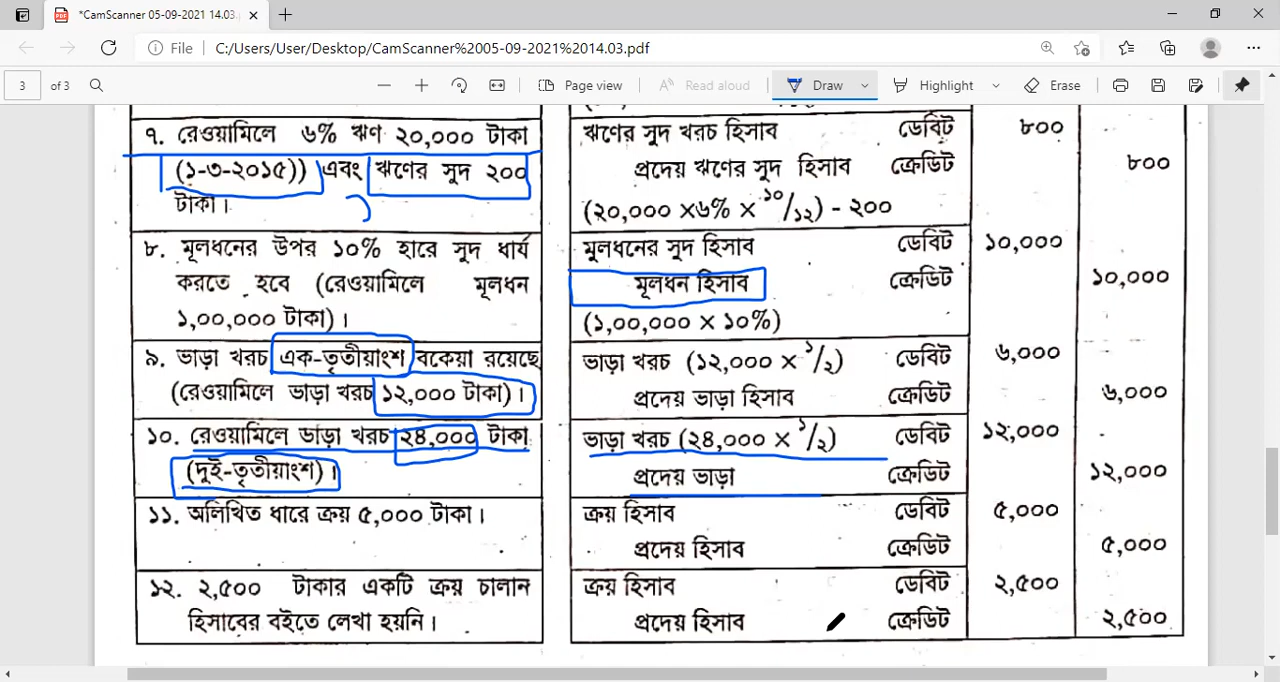 *CamScanner 05-09-2021 14.03.p
File C:/Users/User/Desktop/CamScanner%2005-09-2021%2014.03.pdf
3 of 3 Page view Read aloud Draw Highlight Erase
৭. রেওয়ামিলে ৬% ঋণ ২০,০০০ টাকা
(১-৩-২০১৫)) এবং ঋণের সুদ ২০০
টাকা।
ঋণের সুদ খরচ হিসাব ডেবিট ৮০০
প্রদেয় ঋণের সুদ হিসাব ক্রেডিট ৮০০
(২০,০০০ ×৬% × ১০/১২) - ২০০
৮. মূলধনের উপর ১০% হারে সুদ ধার্য
করতে হবে (রেওয়ামিলে মূলধন
১,০০,০০০ টাকা)।
মূলধনের সুদ হিসাব ডেবিট ১০,০০০
মূলধন হিসাব ক্রেডিট ১০,০০০
(১,০০,০০০ × ১০%)
৯. ভাড়া খরচ এক-তৃতীয়াংশ বকেয়া রয়েছে
(রেওয়ামিলে ভাড়া খরচ ১২,০০০ টাকা)।
ভাড়া খরচ (১২,০০০ × ১/২) ডেবিট ৬,০০০
প্রদেয় ভাড়া হিসাব ক্রেডিট ৬,০০০
১০. রেওয়ামিলে ভাড়া খরচ ২৪,০০০ টাকা
(দুই-তৃতীয়াংশ)।
ভাড়া খরচ (২৪,০০০ × ১/২) ডেবিট ১২,০০০
প্রদেয় ভাড়া ক্রেডিট ১২,০০০
১১. অলিখিত ধারে ক্রয় ৫,০০০ টাকা।
ক্রয় হিসাব ডেবিট ৫,০০০
প্রদেয় হিসাব ক্রেডিট ৫,০০০
১২. ২,৫০০ টাকার একটি ক্রয় চালান
হিসাবের বইতে লেখা হয়নি।
ক্রয় হিসাব ডেবিট ২,৫০০
প্রদেয় হিসাব ক্রেডিট ২,৫০০